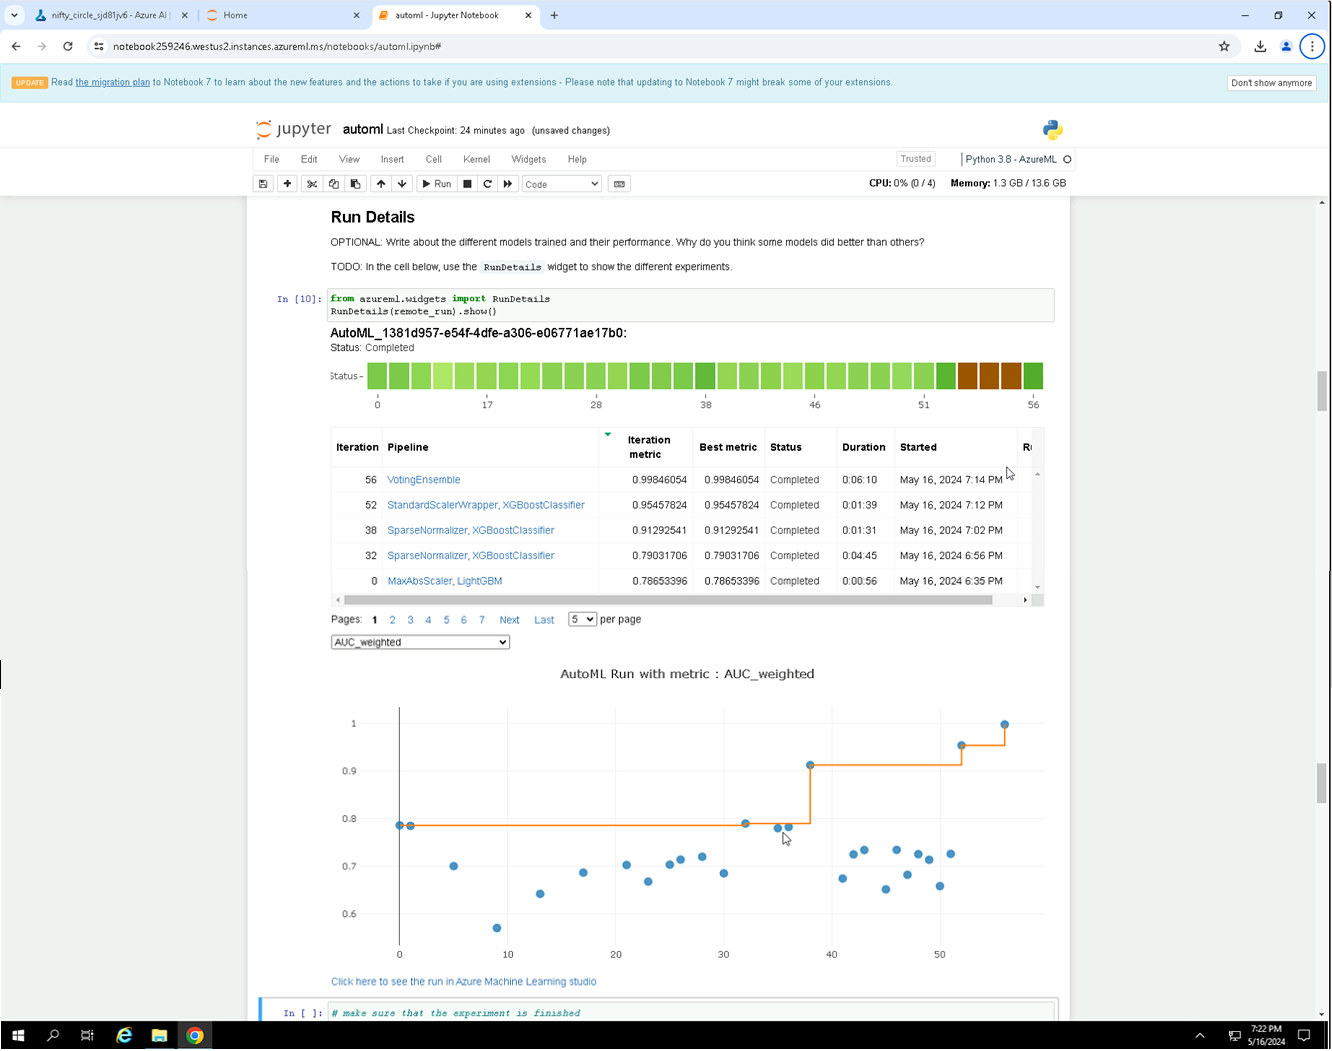 nifty_circle_sjd81jv6 - Azure AI
Home
automl - Jupyter Notebook
notebook259246.westus2.instances.azureml.ms/notebooks/automl.ipynb#
UPDATE Read the migration plan to Notebook 7 to learn about the new features and the actions to take if you are using extensions - Please note that updating to Notebook 7 might break some of your extensions.
Don't show anymore
jupyter automl Last Checkpoint: 24 minutes ago (unsaved changes)
File Edit View Insert Cell Kernel Widgets Help
Trusted
Python 3.8 - AzureML
Run Code
CPU: 0% (0 / 4) Memory: 1.3 GB / 13.6 GB
Run Details
OPTIONAL: Write about the different models trained and their performance. Why do you think some models did better than others?
TODO: In the cell below, use the RunDetails widget to show the different experiments.
In [10]: from azureml.widgets import RunDetails
RunDetails(remote_run).show()
AutoML_1381d957-e54f-4dfe-a306-e06771ae17b0:
Status: Completed
Status
0 17 28 38 46 51 56
Iteration Pipeline Iteration metric Best metric Status Duration Started Ru
56 VotingEnsemble 0.99846054 0.99846054 Completed 0:06:10 May 16, 2024 7:14 PM
52 StandardScalerWrapper, XGBoostClassifier 0.95457824 0.95457824 Completed 0:01:39 May 16, 2024 7:12 PM
38 SparseNormalizer, XGBoostClassifier 0.91292541 0.91292541 Completed 0:01:31 May 16, 2024 7:02 PM
32 SparseNormalizer, XGBoostClassifier 0.79031706 0.79031706 Completed 0:04:45 May 16, 2024 6:56 PM
0 MaxAbsScaler, LightGBM 0.78653396 0.78653396 Completed 0:00:56 May 16, 2024 6:35 PM
Pages: 1 2 3 4 5 6 7 Next Last 5 per page
AUC_weighted
AutoML Run with metric : AUC_weighted
1
0.9
0.8
0.7
0.6
0 10 20 30 40 50
Click here to see the run in Azure Machine Learning studio
In [ ]: # make sure that the experiment is finished
7:22 PM
5/16/2024